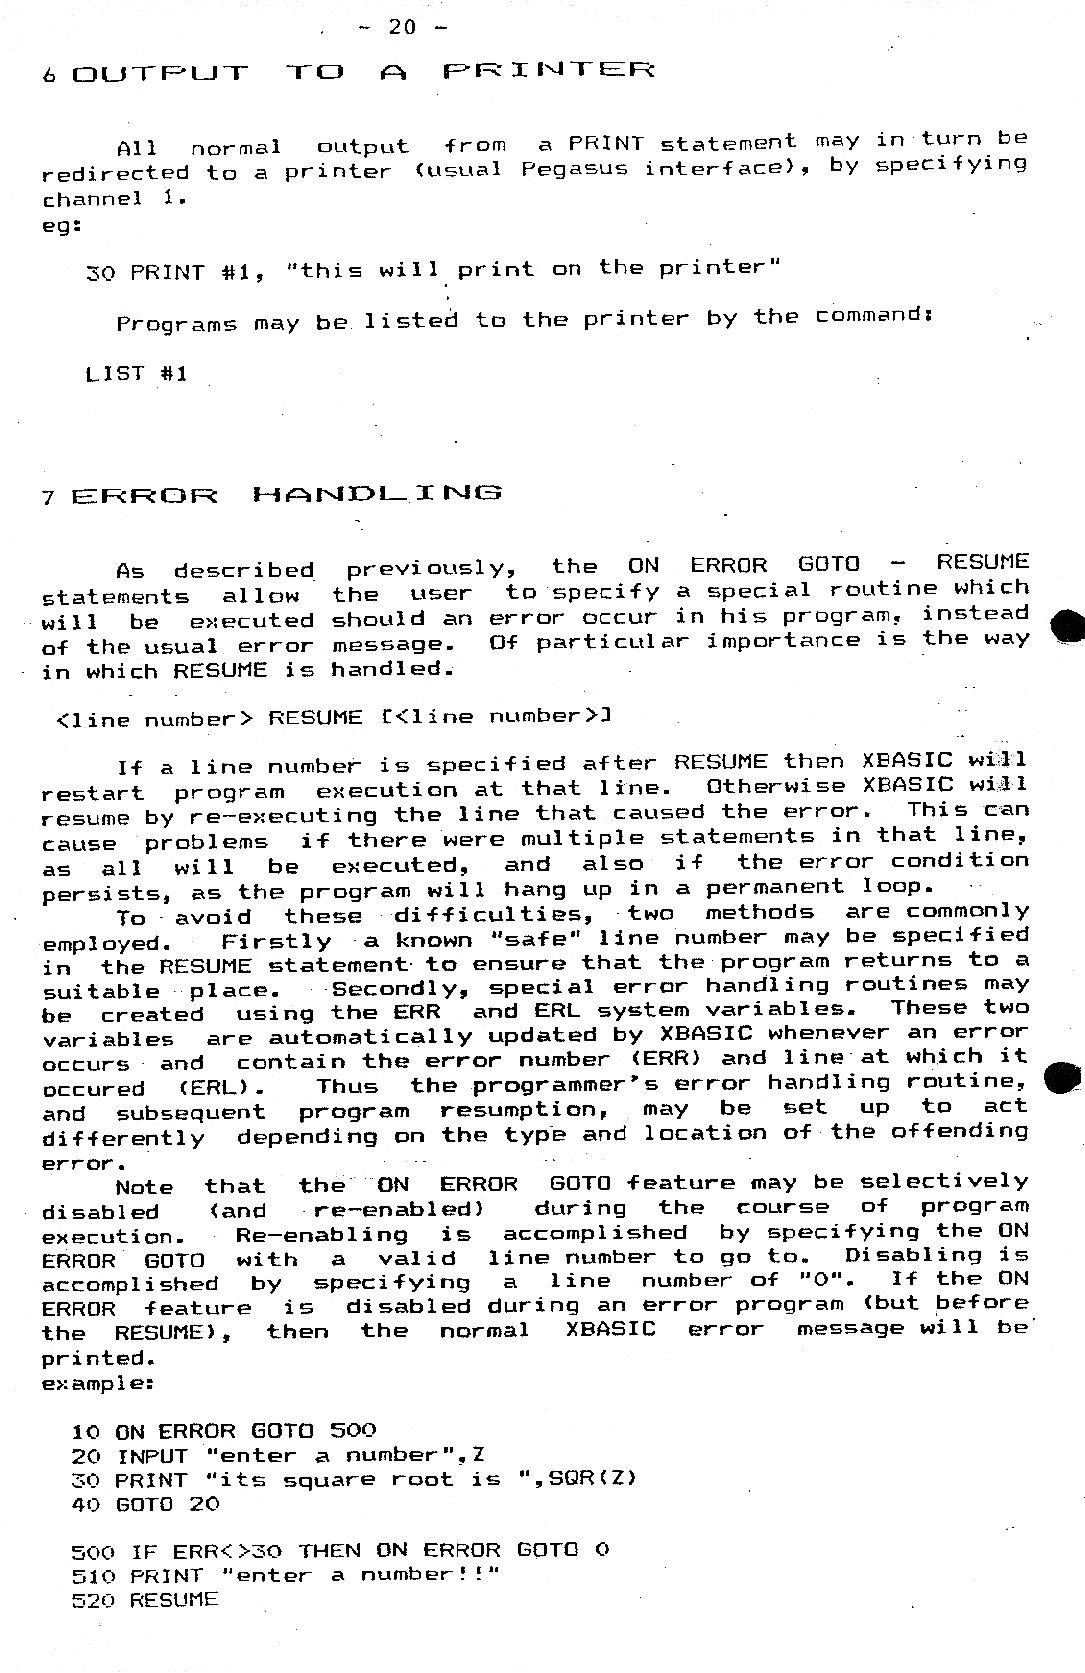 - 20 -
6 OUTPUT TO A PRINTER
All normal output from a PRINT statement may in turn be
redirected to a printer (usual Pegasus interface), by specifying
channel 1.
eg:
30 PRINT #1, "this will print on the printer"
Programs may be listed to the printer by the command:
LIST #1
7 ERROR HANDLING
As described previously, the ON ERROR GOTO - RESUME
statements allow the user to specify a special routine which
will be executed should an error occur in his program, instead
of the usual error message. Of particular importance is the way
in which RESUME is handled.
<line number> RESUME [<line number>]
If a line number is specified after RESUME then XBASIC will
restart program execution at that line. Otherwise XBASIC will
resume by re-executing the line that caused the error. This can
cause problems if there were multiple statements in that line,
as all will be executed, and also if the error condition
persists, as the program will hang up in a permanent loop.
To avoid these difficulties, two methods are commonly
employed. Firstly a known "safe" line number may be specified
in the RESUME statement to ensure that the program returns to a
suitable place. Secondly, special error handling routines may
be created using the ERR and ERL system variables. These two
variables are automatically updated by XBASIC whenever an error
occurs and contain the error number (ERR) and line at which it
occured (ERL). Thus the programmer's error handling routine,
and subsequent program resumption, may be set up to act
differently depending on the type and location of the offending
error.
Note that the ON ERROR GOTO feature may be selectively
disabled (and re-enabled) during the course of program
execution. Re-enabling is accomplished by specifying the ON
ERROR GOTO with a valid line number to go to. Disabling is
accomplished by specifying a line number of "0". If the ON
ERROR feature is disabled during an error program (but before
the RESUME), then the normal XBASIC error message will be
printed.
example:
10 ON ERROR GOTO 500
20 INPUT "enter a number",Z
30 PRINT "its square root is ",SQR(Z)
40 GOTO 20
500 IF ERR<>30 THEN ON ERROR GOTO 0
510 PRINT "enter a number!!"
520 RESUME